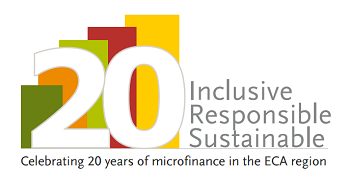 20
Inclusive
Responsible
Sustainable
Celebrating 20 years of microfinance in the ECA region